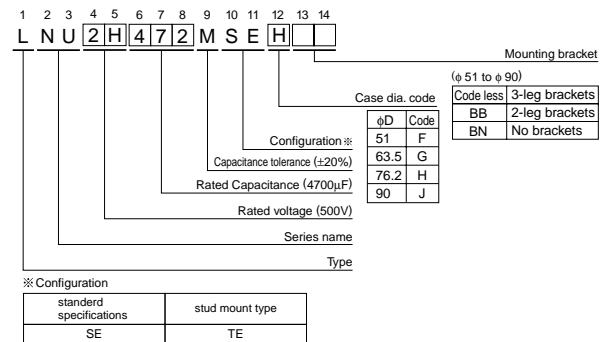 1 2 3 4 5 6 7 8 9 10 11 12 13 14
L N U 2 H 4 7 2 M S E H
Mounting bracket
(ϕ 51 to ϕ 90)
Code less 3-leg brackets
BB 2-leg brackets
BN No brackets
Case dia. code
ϕD Code
51 F
63.5 G
76.2 H
90 J
Configuration※
Capacitance tolerance (±20%)
Rated Capacitance (4700µF)
Rated voltage (500V)
Series name
Type
※Configuration
standerd specifications stud mount type
SE TE